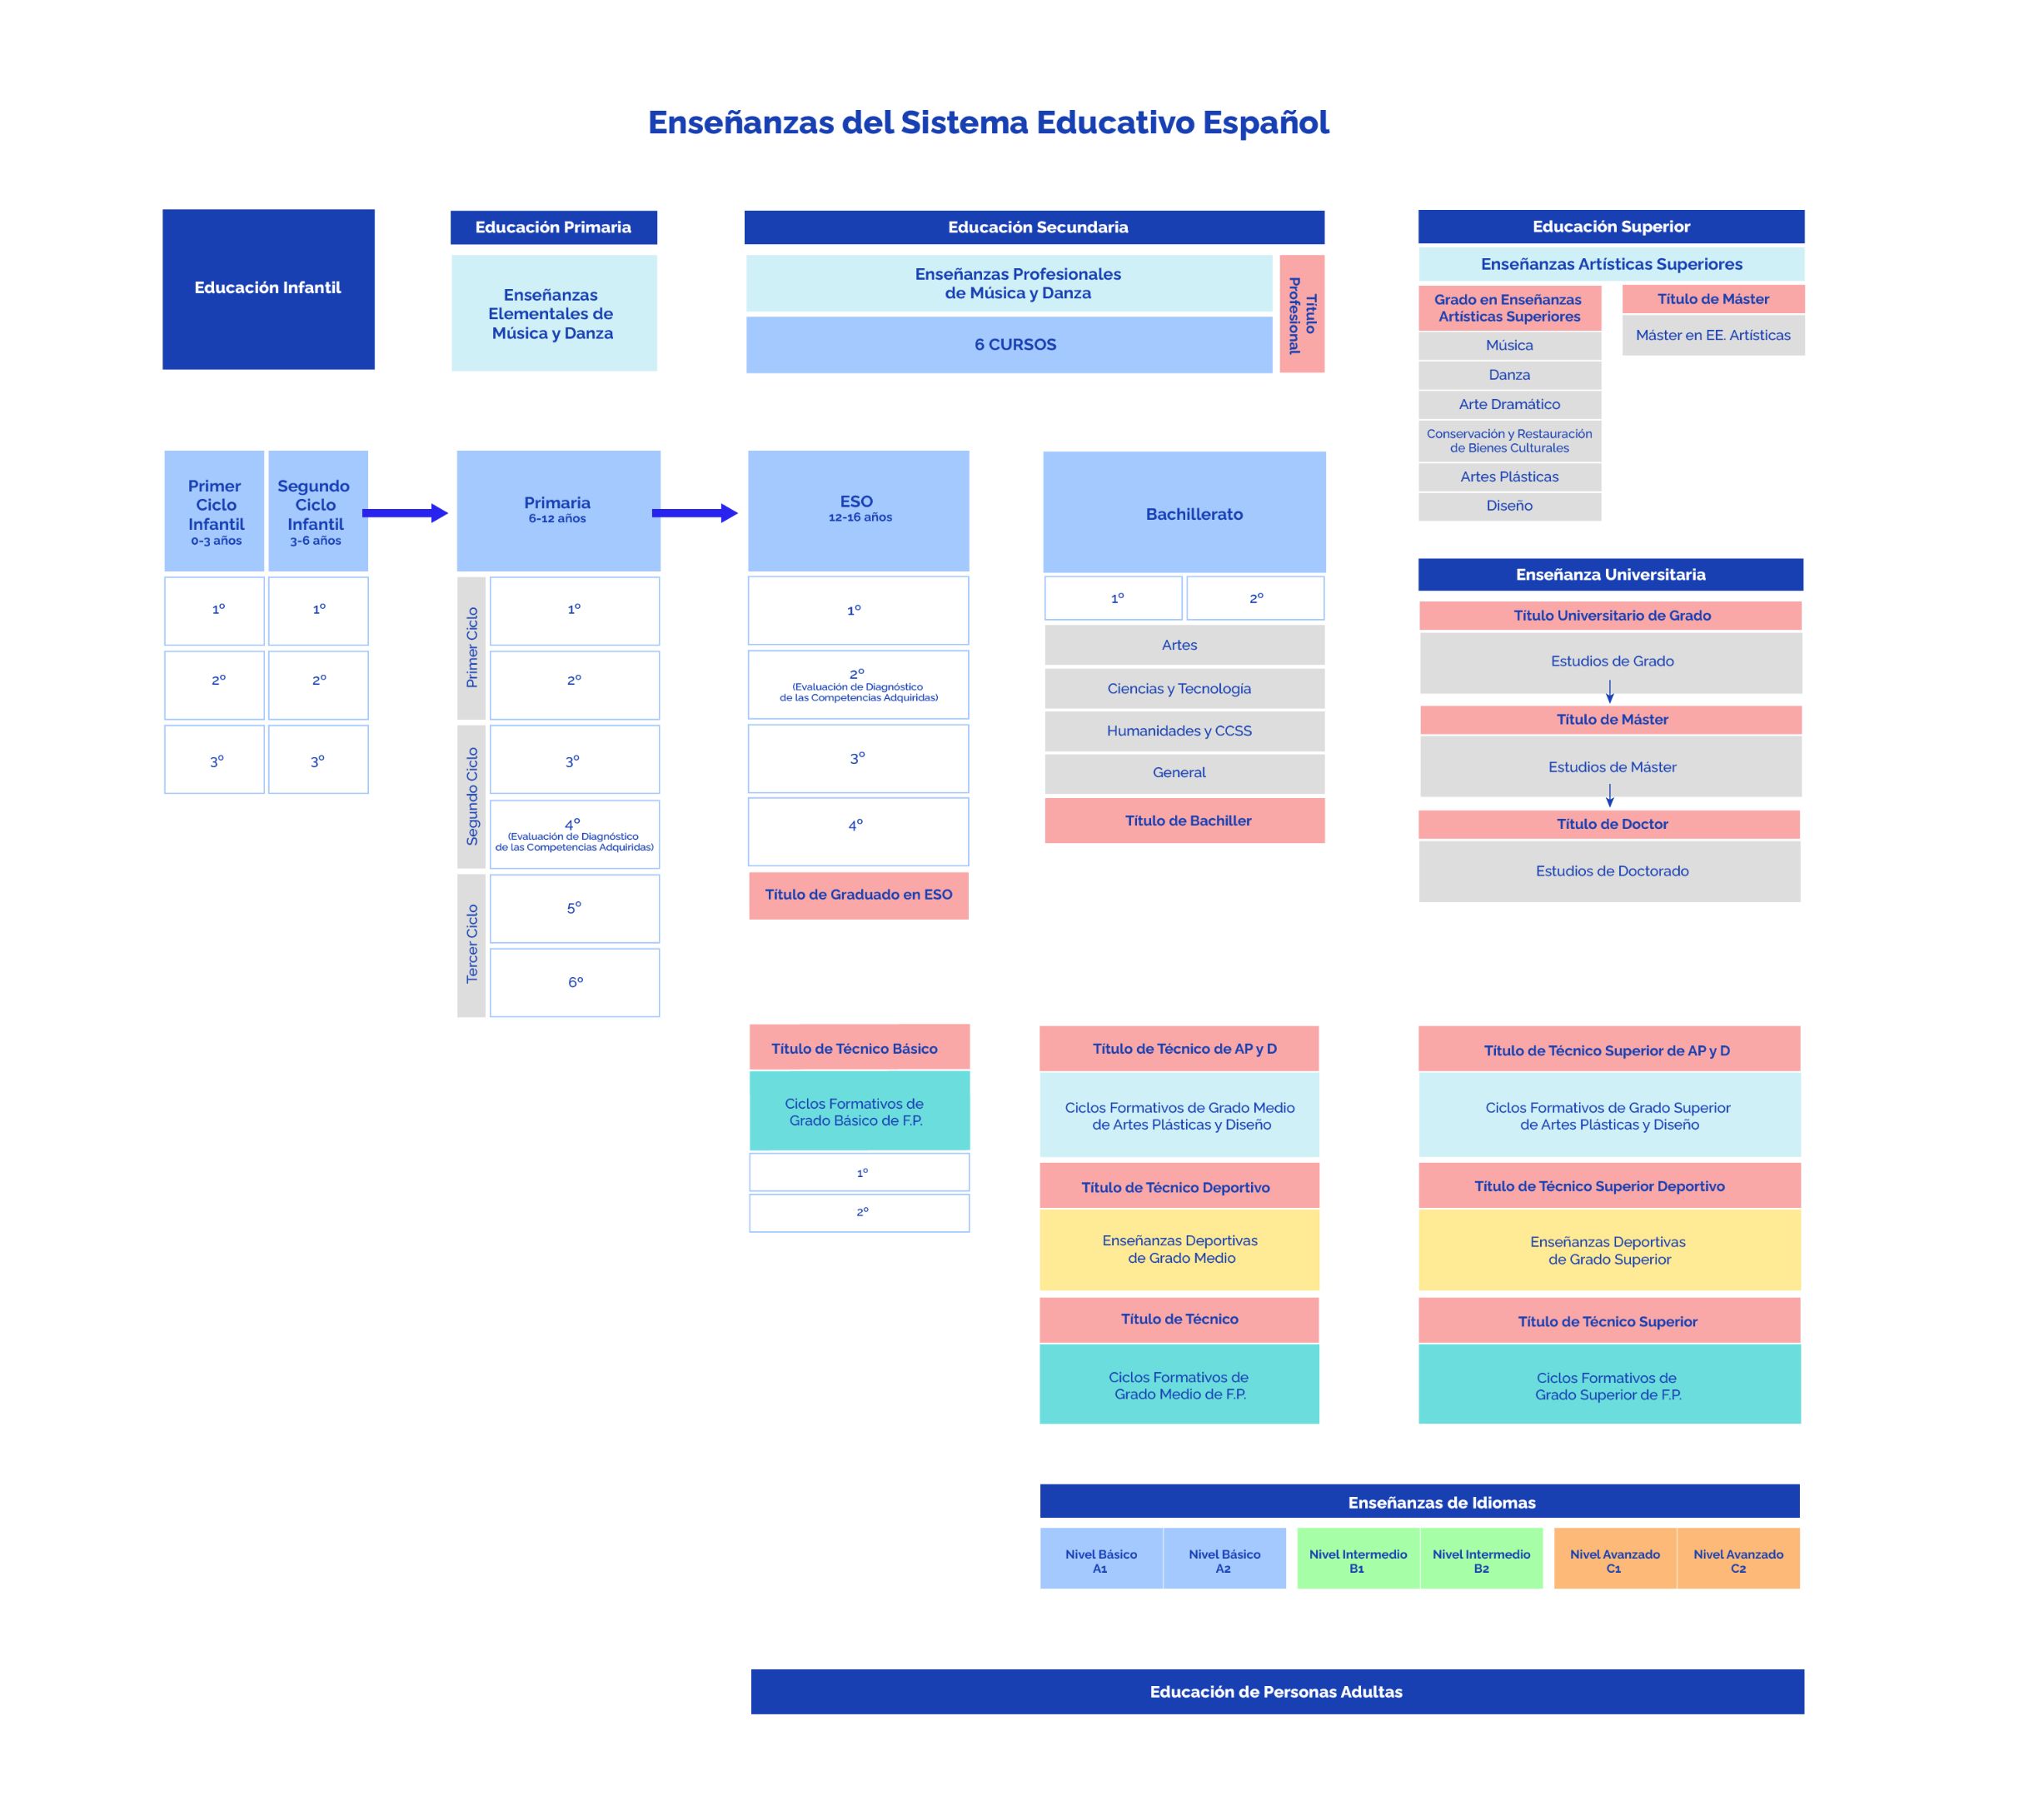 Enseñanzas del Sistema Educativo Español
Educación Infantil
Educación Primaria
Enseñanzas
Elementales de
Música y Danza
Educación Secundaria
Enseñanzas Profesionales
de Música y Danza
6 CURSOS
Título
Profesional
Educación Superior
Enseñanzas Artísticas Superiores
Grado en Enseñanzas
Artísticas Superiores
Música
Danza
Arte Dramático
Conservación y Restauración
de Bienes Culturales
Artes Plásticas
Diseño
Título de Máster
Máster en EE. Artísticas
Primer
Ciclo
Infantil
0-3 años
1º
2º
3º
Segundo
Ciclo
Infantil
3-6 años
1º
2º
3º
Primaria
6-12 años
Primer Ciclo
1º
2º
Segundo Ciclo
3º
4º
(Evaluación de Diagnóstico
de las Competencias Adquiridas)
Tercer Ciclo
5º
6º
ESO
12-16 años
1º
2º
(Evaluación de Diagnóstico
de las Competencias Adquiridas)
3º
4º
Título de Graduado en ESO
Bachillerato
1º
2º
Artes
Ciencias y Tecnología
Humanidades y CCSS
General
Título de Bachiller
Enseñanza Universitaria
Título Universitario de Grado
Estudios de Grado
Título de Máster
Estudios de Máster
Título de Doctor
Estudios de Doctorado
Título de Técnico Básico
Ciclos Formativos de
Grado Básico de F.P.
1º
2º
Título de Técnico de AP y D
Ciclos Formativos de Grado Medio
de Artes Plásticas y Diseño
Título de Técnico Deportivo
Enseñanzas Deportivas
de Grado Medio
Título de Técnico
Ciclos Formativos de
Grado Medio de F.P.
Título de Técnico Superior de AP y D
Ciclos Formativos de Grado Superior
de Artes Plásticas y Diseño
Título de Técnico Superior Deportivo
Enseñanzas Deportivas
de Grado Superior
Título de Técnico Superior
Ciclos Formativos de
Grado Superior de F.P.
Enseñanzas de Idiomas
Nivel Básico
A1
Nivel Básico
A2
Nivel Intermedio
B1
Nivel Intermedio
B2
Nivel Avanzado
C1
Nivel Avanzado
C2
Educación de Personas Adultas